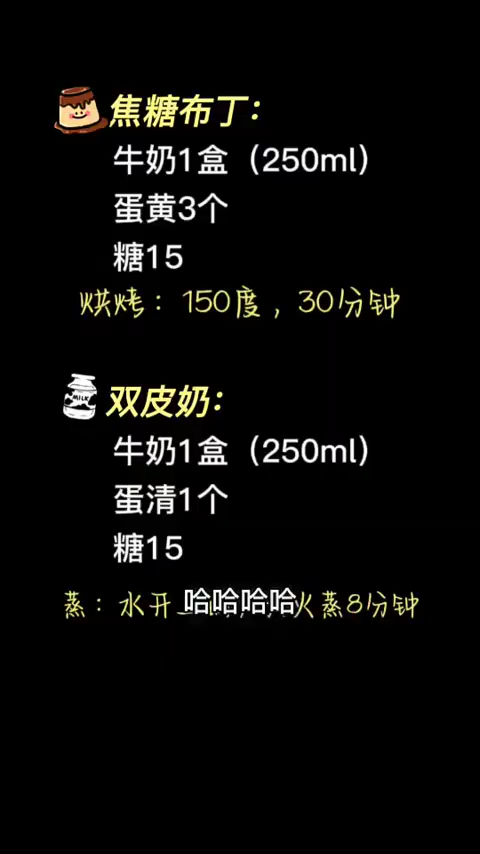 焦糖布丁：
牛奶1盒（250ml）
蛋黄3个
糖15
烘烤：150度，30分钟
MILK
双皮奶：
牛奶1盒（250ml）
蛋清1个
糖15
蒸：水开
哈哈哈哈
火蒸8分钟